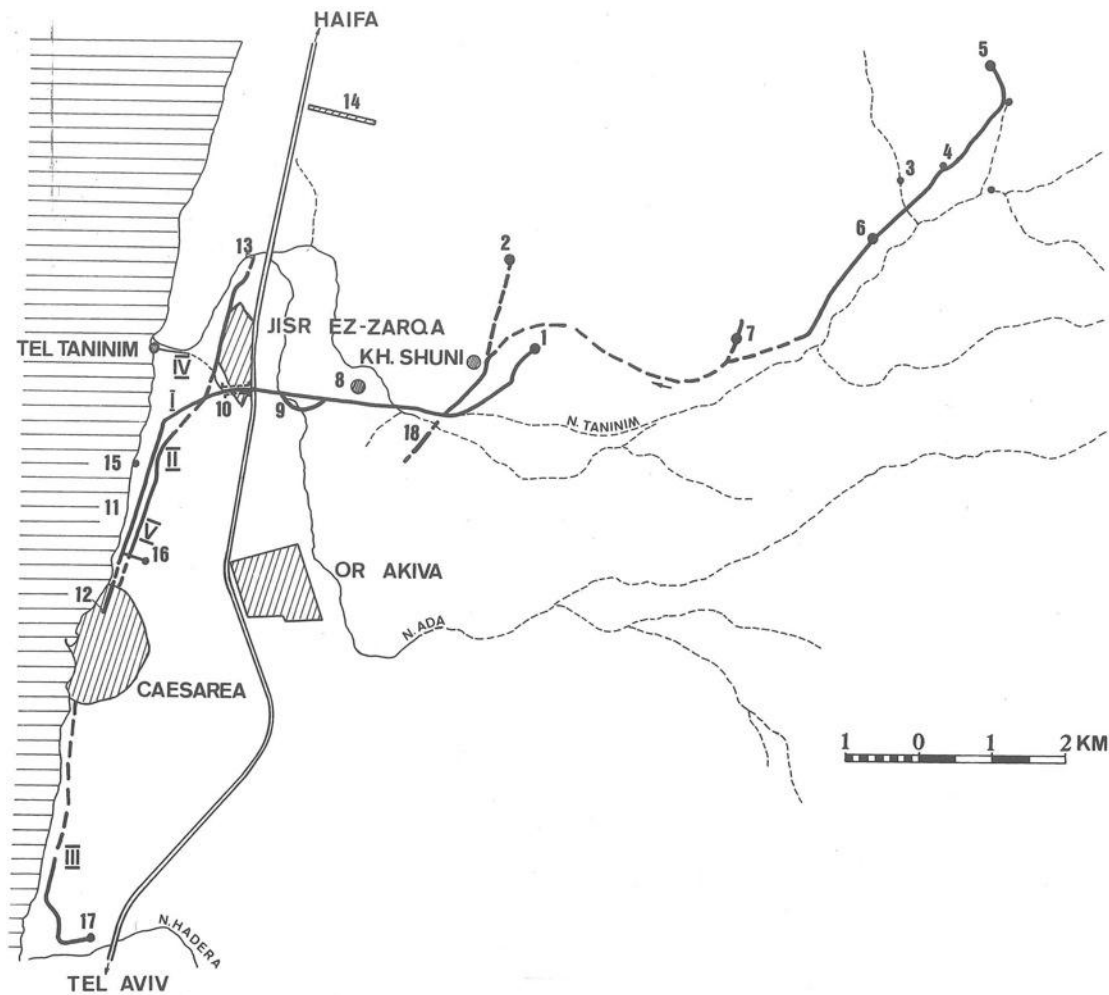 HAIFA
14
5
4
3
6
13
2
JISR EZ-ZARQA
TEL TANINIM
KH. SHUNI
1
7
IV
8
I
10
9
N. TANINIM
18
II
15
11
V
16
OR AKIVA
12
N. ADA
CAESAREA
1 0 1 2 KM
III
17
N. HADERA
TEL AVIV